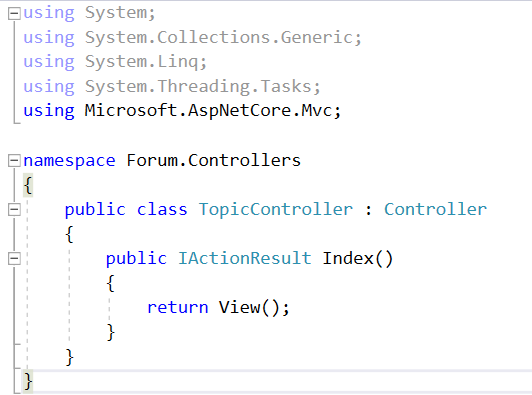 using System;
using System.Collections.Generic;
using System.Linq;
using System.Threading.Tasks;
using Microsoft.AspNetCore.Mvc;

namespace Forum.Controllers
{
    public class TopicController : Controller
    {
        public IActionResult Index()
        {
            return View();
        }
    }
}